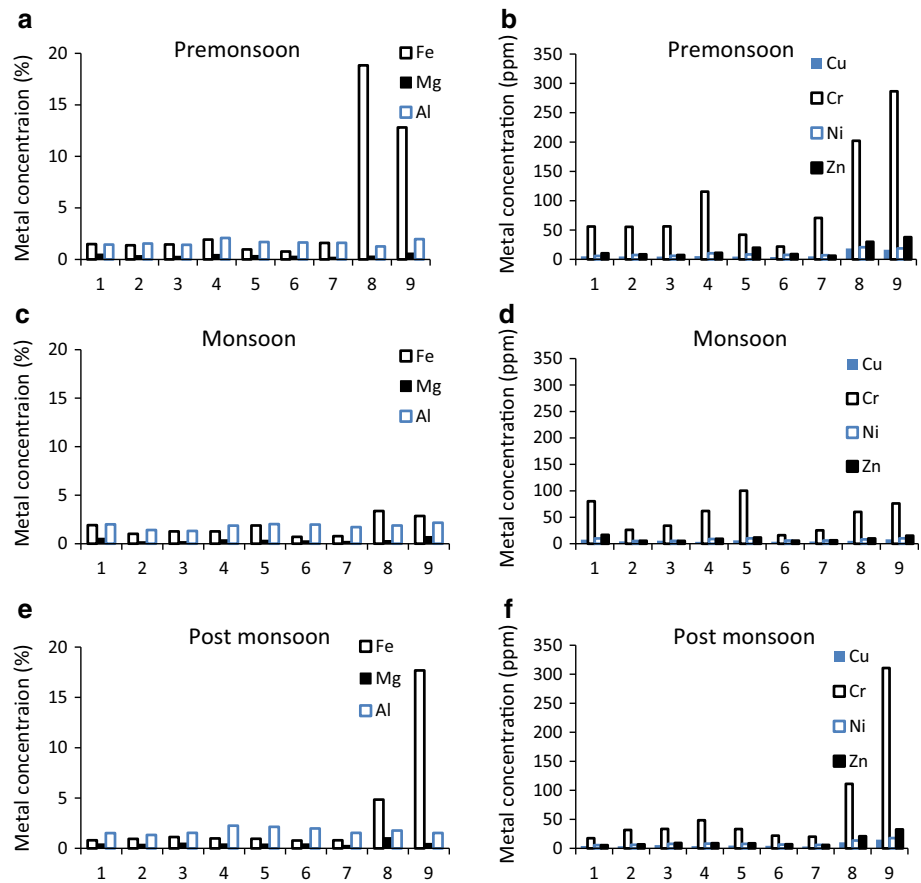 a
Premonsoon
Metal concentraion (%)
20
15
10
5
0
Fe
Mg
Al
1 2 3 4 5 6 7 8 9
b
Premonsoon
Metal concentration (ppm)
350
300
250
200
150
100
50
0
Cu
Cr
Ni
Zn
1 2 3 4 5 6 7 8 9
c
Monsoon
Metal concentraion (%)
20
15
10
5
0
Fe
Mg
Al
1 2 3 4 5 6 7 8 9
d
Monsoon
Metal concentration (ppm)
350
300
250
200
150
100
50
0
Cu
Cr
Ni
Zn
1 2 3 4 5 6 7 8 9
e
Post monsoon
Metal concentraion (%)
20
15
10
5
0
Fe
Mg
Al
1 2 3 4 5 6 7 8 9
f
Post monsoon
Metal concentration (ppm)
350
300
250
200
150
100
50
0
Cu
Cr
Ni
Zn
1 2 3 4 5 6 7 8 9